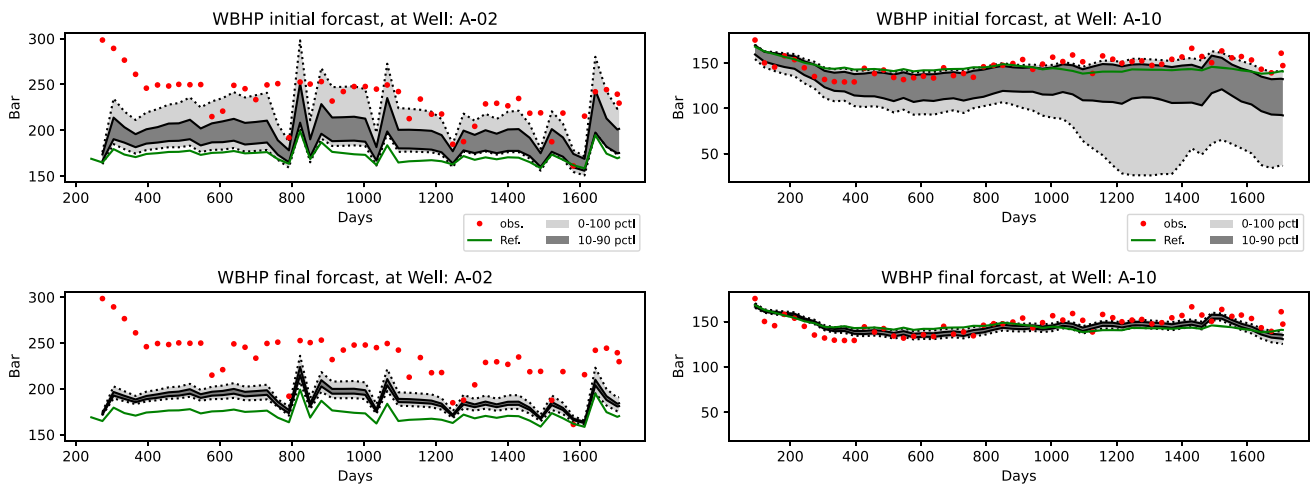 WBHP initial forcast, at Well: A-02
300
250
200
150
Bar
200 400 600 800 1000 1200 1400 1600
Days
obs. 0-100 pctl
Ref. 10-90 pctl
WBHP initial forcast, at Well: A-10
150
100
50
Bar
200 400 600 800 1000 1200 1400 1600
Days
obs. 0-100 pctl
Ref. 10-90 pctl
WBHP final forcast, at Well: A-02
300
250
200
150
Bar
200 400 600 800 1000 1200 1400 1600
Days
WBHP final forcast, at Well: A-10
150
100
50
Bar
200 400 600 800 1000 1200 1400 1600
Days